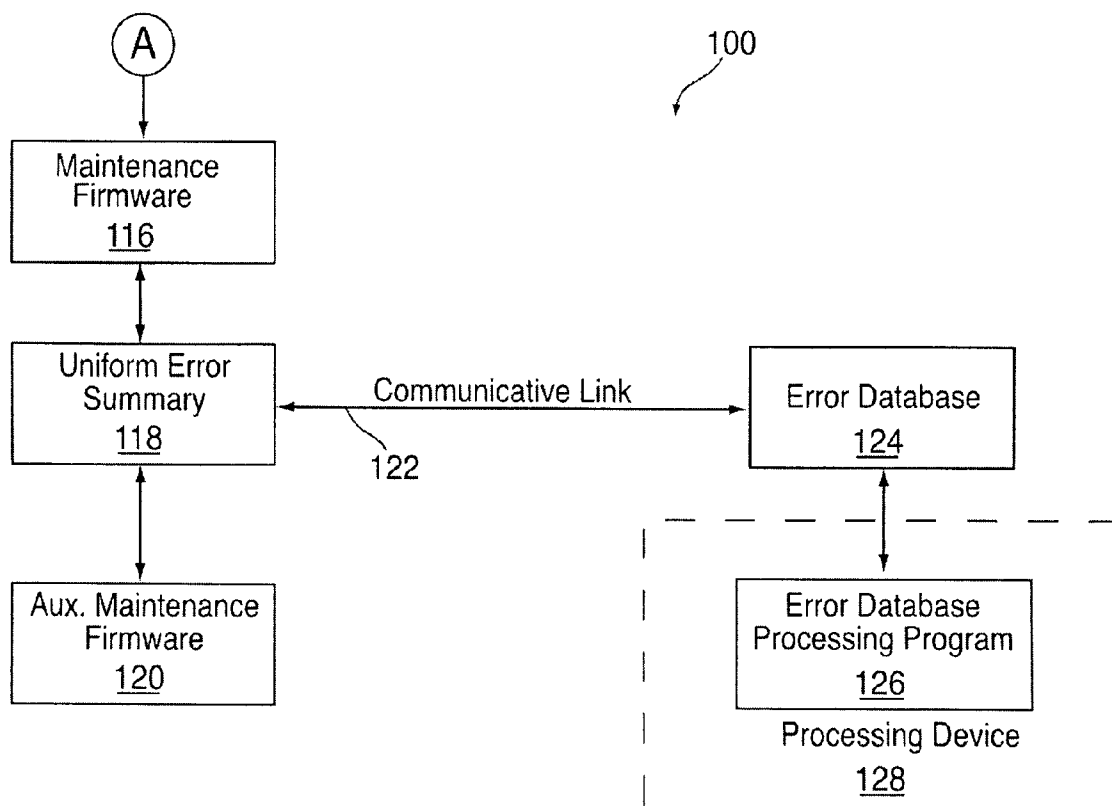 A
100
Maintenance
Firmware
116
Uniform Error
Summary
118
Communicative Link
122
Error Database
124
Aux. Maintenance
Firmware
120
Error Database
Processing Program
126
Processing Device
128